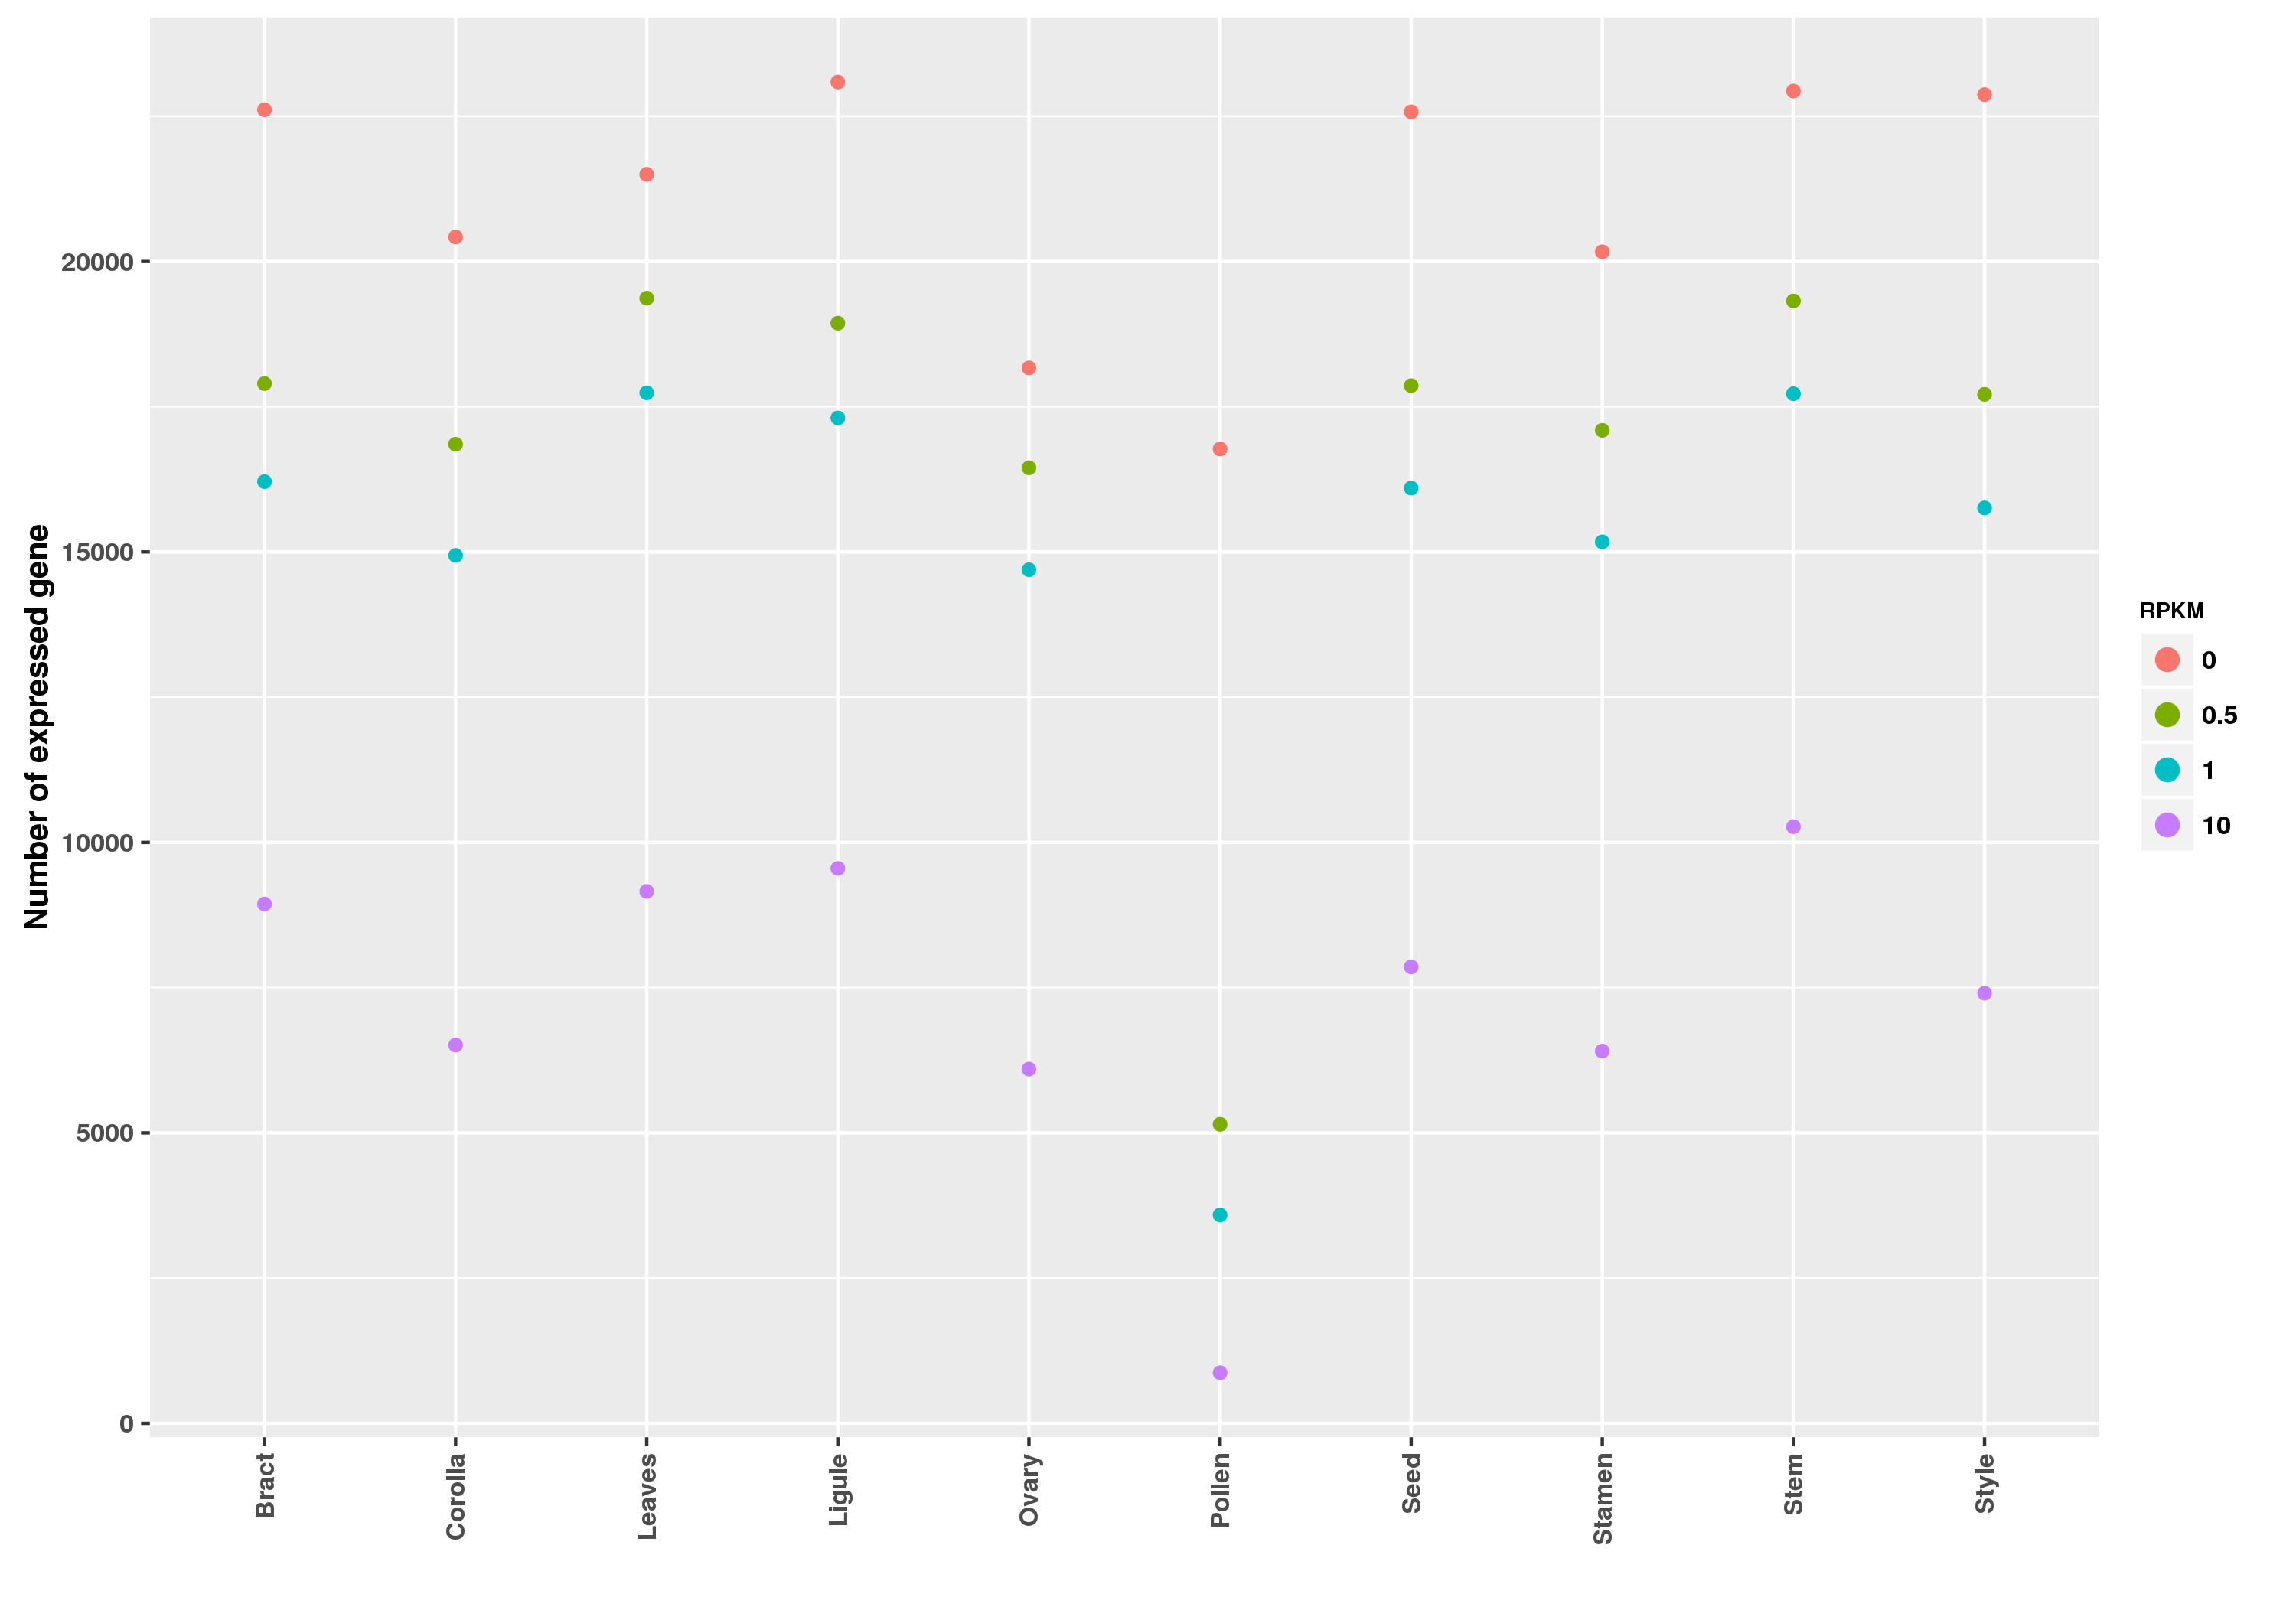 Number of expressed gene
20000
15000
10000
5000
0
Bract
Corolla
Leaves
Ligule
Ovary
Pollen
Seed
Stamen
Stem
Style
RPKM
0
0.5
1
10